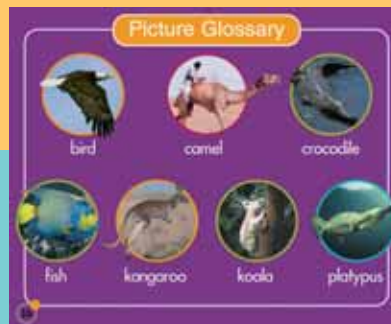 Picture Glossary
bird
camel
crocodile
fish
kangaroo
koala
platypus